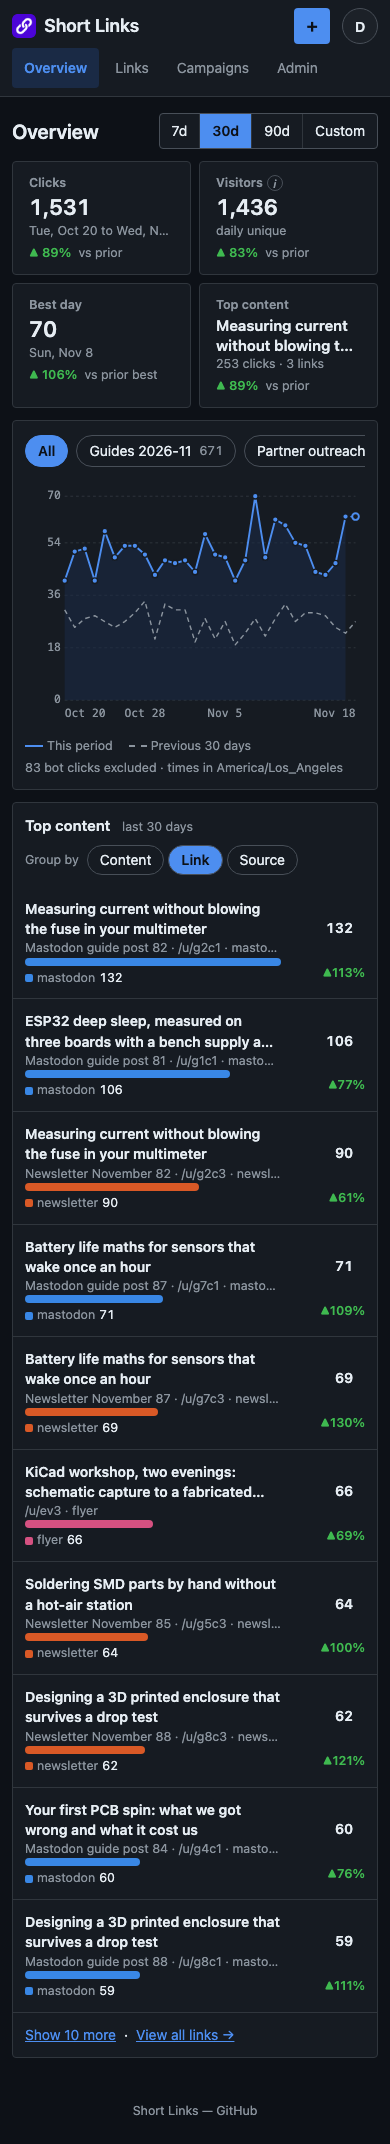 Short Links
+
D
Overview
Links
Campaigns
Admin
Overview
7d
30d
90d
Custom
Clicks
1,531
Tue, Oct 20 to Wed, N...
▲ 89% vs prior
Visitors i
1,436
daily unique
▲ 83% vs prior
Best day
70
Sun, Nov 8
▲ 106% vs prior best
Top content
Measuring current
without blowing t...
253 clicks · 3 links
▲ 89% vs prior
All
Guides 2026-11 671
Partner outreach
70
54
36
18
0
Oct 20
Oct 28
Nov 5
Nov 18
This period
Previous 30 days
83 bot clicks excluded · times in America/Los_Angeles
Top content last 30 days
Group by
Content
Link
Source
Measuring current without blowing
the fuse in your multimeter
132
Mastodon guide post 82 · /u/g2c1 · masto...
▲113%
mastodon 132
ESP32 deep sleep, measured on
three boards with a bench supply a...
106
Mastodon guide post 81 · /u/g1c1 · masto...
▲77%
mastodon 106
Measuring current without blowing
the fuse in your multimeter
90
Newsletter November 82 · /u/g2c3 · newsl...
▲61%
newsletter 90
Battery life maths for sensors that
wake once an hour
71
Mastodon guide post 87 · /u/g7c1 · masto...
▲109%
mastodon 71
Battery life maths for sensors that
wake once an hour
69
Newsletter November 87 · /u/g7c3 · newsl...
▲130%
newsletter 69
KiCad workshop, two evenings:
schematic capture to a fabricated...
66
/u/ev3 · flyer
▲69%
flyer 66
Soldering SMD parts by hand without
a hot-air station
64
Newsletter November 85 · /u/g5c3 · newsl...
▲100%
newsletter 64
Designing a 3D printed enclosure that
survives a drop test
62
Newsletter November 88 · /u/g8c3 · news...
▲121%
newsletter 62
Your first PCB spin: what we got
wrong and what it cost us
60
Mastodon guide post 84 · /u/g4c1 · masto...
▲76%
mastodon 60
Designing a 3D printed enclosure that
survives a drop test
59
Mastodon guide post 88 · /u/g8c1 · masto...
▲111%
mastodon 59
Show 10 more · View all links →
Short Links — GitHub